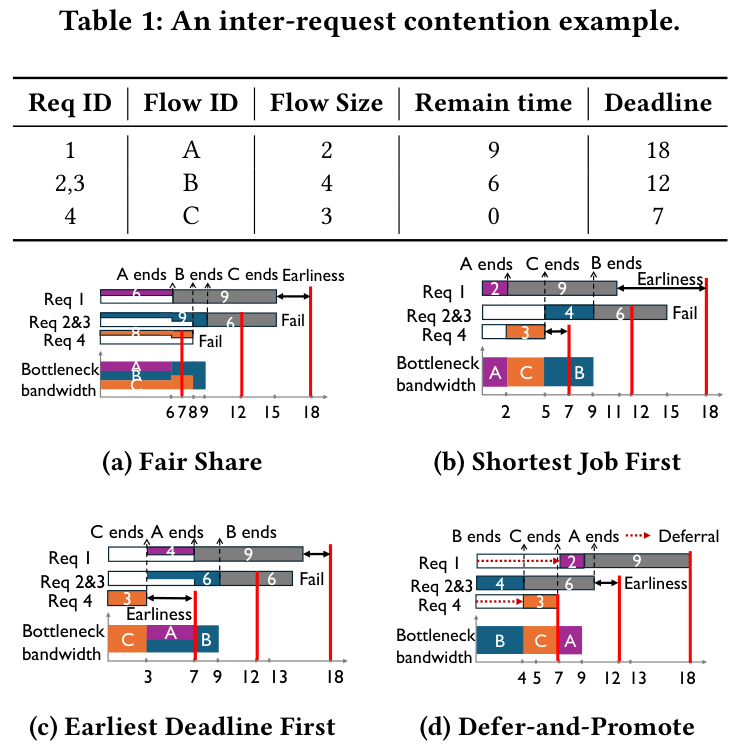 Table 1: An inter-request contention example.
Req ID Flow ID Flow Size Remain time Deadline
1 A 2 9 18
2,3 B 4 6 12
4 C 3 0 7
A ends B ends C ends Earliness
Req 1 6 9
Req 2&3 9 6 Fail
Req 4 8 Fail
Bottleneck bandwidth A B C
6 7 8 9 12 15 18
(a) Fair Share
A ends C ends B ends
Earliness
Req 1 2 9
Req 2&3 4 6 Fail
Req 4 3
Bottleneck bandwidth A C B
2 5 7 9 11 12 15 18
(b) Shortest Job First
C ends A ends B ends
Req 1 4 9
Req 2&3 6 6 Fail
Req 4 3
Earliness
Bottleneck bandwidth C A B
3 7 9 12 13 18
(c) Earliest Deadline First
B ends C ends A ends Deferral
Req 1 2 9
Req 2&3 4 6 Earliness
Req 4 3
Bottleneck bandwidth B C A
4 5 7 9 12 13 18
(d) Defer-and-Promote